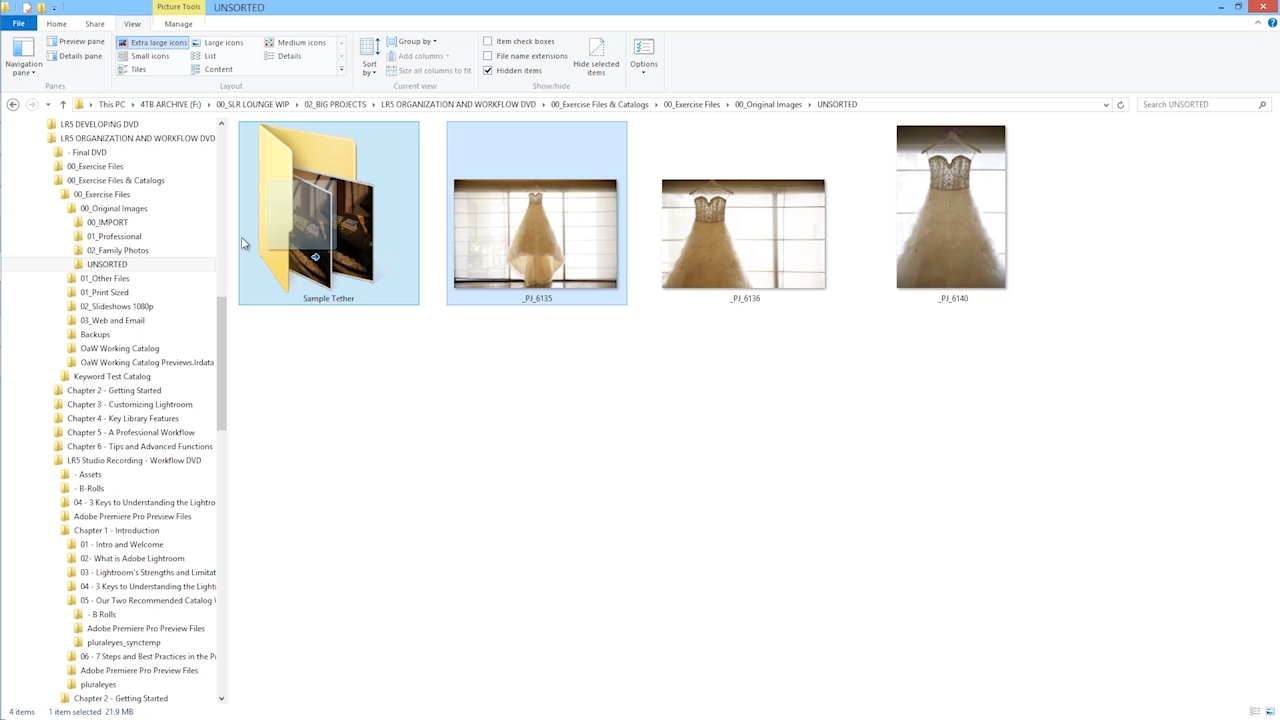 Picture Tools
UNSORTED
File
Home
Share
View
Manage
Navigation pane
Preview pane
Details pane
Panes
Extra large icons
Large icons
Medium icons
Small icons
List
Details
Tiles
Content
Layout
Sort by
Group by
Add columns
Size all columns to fit
Current view
Item check boxes
File name extensions
Hidden items
Hide selected items
Show/hide
Options
This PC
4TB ARCHIVE (F:)
00_SLR LOUNGE WIP
02_BIG PROJECTS
LR5 ORGANIZATION AND WORKFLOW DVD
00_Exercise Files & Catalogs
00_Exercise Files
00_Original Images
UNSORTED
Search UNSORTED
LR5 DEVELOPING DVD
LR5 ORGANIZATION AND WORKFLOW DVD
- Final DVD
00_Exercise Files
00_Exercise Files & Catalogs
00_Exercise Files
00_Original Images
00_IMPORT
01_Professional
02_Family Photos
UNSORTED
01_Other Files
01_Print Sized
02_Slideshows 1080p
03_Web and Email
Backups
OaW Working Catalog
OaW Working Catalog Previews.lrdata
Keyword Test Catalog
Chapter 2 - Getting Started
Chapter 3 - Customizing Lightroom
Chapter 4 - Key Library Features
Chapter 5 - A Professional Workflow
Chapter 6 - Tips and Advanced Functions
LR5 Studio Recording - Workflow DVD
- Assets
- B-Rolls
04 - 3 Keys to Understanding the Lightro
Adobe Premiere Pro Preview Files
Chapter 1 - Introduction
01 - Intro and Welcome
02- What is Adobe Lightroom
03 - Lightroom's Strengths and Limitat
04 - 3 Keys to Understanding the Lightr
05 - Our Two Recommended Catalog
- B Rolls
Adobe Premiere Pro Preview Files
pluraleyes_synctemp
06 - 7 Steps and Best Practices in the P
Adobe Premiere Pro Preview Files
pluraleyes
Chapter 2 - Getting Started
Sample Tether
_PJ_6135
_PJ_6136
_PJ_6140
4 items
1 item selected 21.9 MB